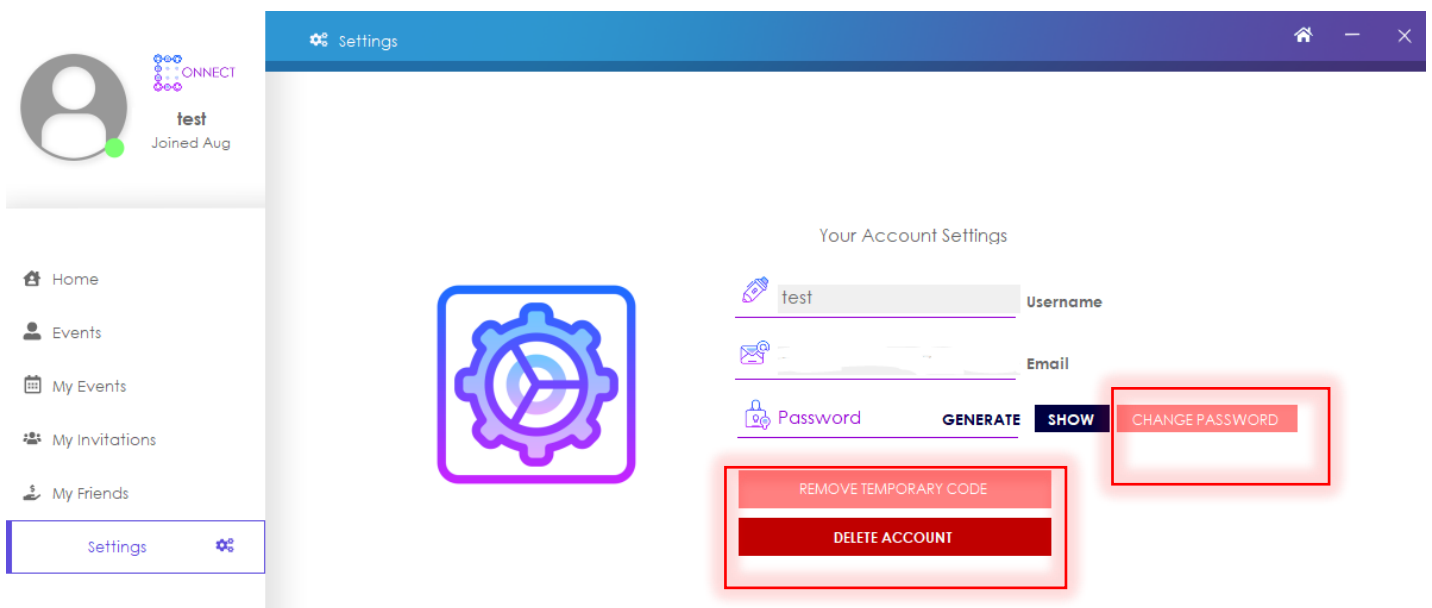 Settings
ONNECT
test
Joined Aug
Home
Events
My Events
My Invitations
My Friends
Settings
Your Account Settings
test Username
Email
Password GENERATE SHOW CHANGE PASSWORD
REMOVE TEMPORARY CODE
DELETE ACCOUNT